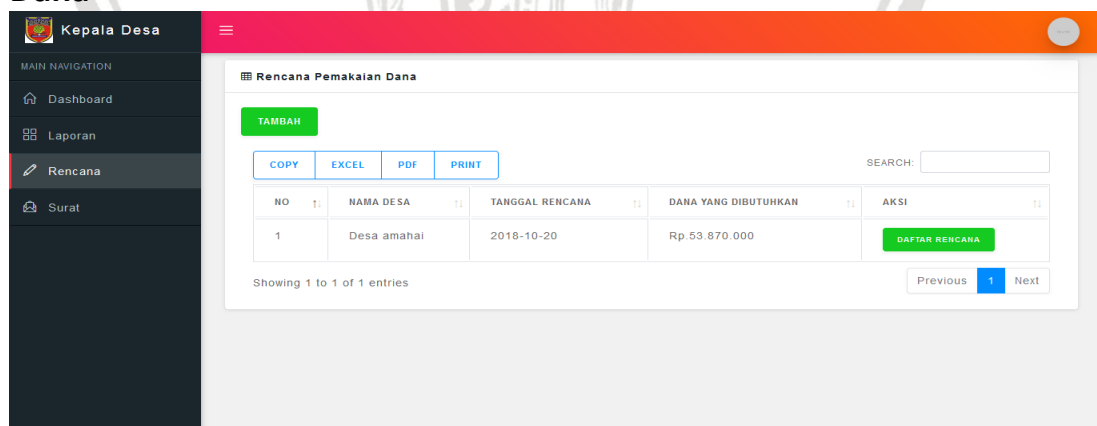 Dana
Kepala Desa
MAIN NAVIGATION
Dashboard
Laporan
Rencana
Surat
Rencana Pemakaian Dana
TAMBAH
COPY EXCEL PDF PRINT SEARCH:
NO NAMA DESA TANGGAL RENCANA DANA YANG DIBUTUHKAN AKSI
1 Desa amahai 2018-10-20 Rp.53.870.000 DAFTAR RENCANA
Showing 1 to 1 of 1 entries Previous 1 Next